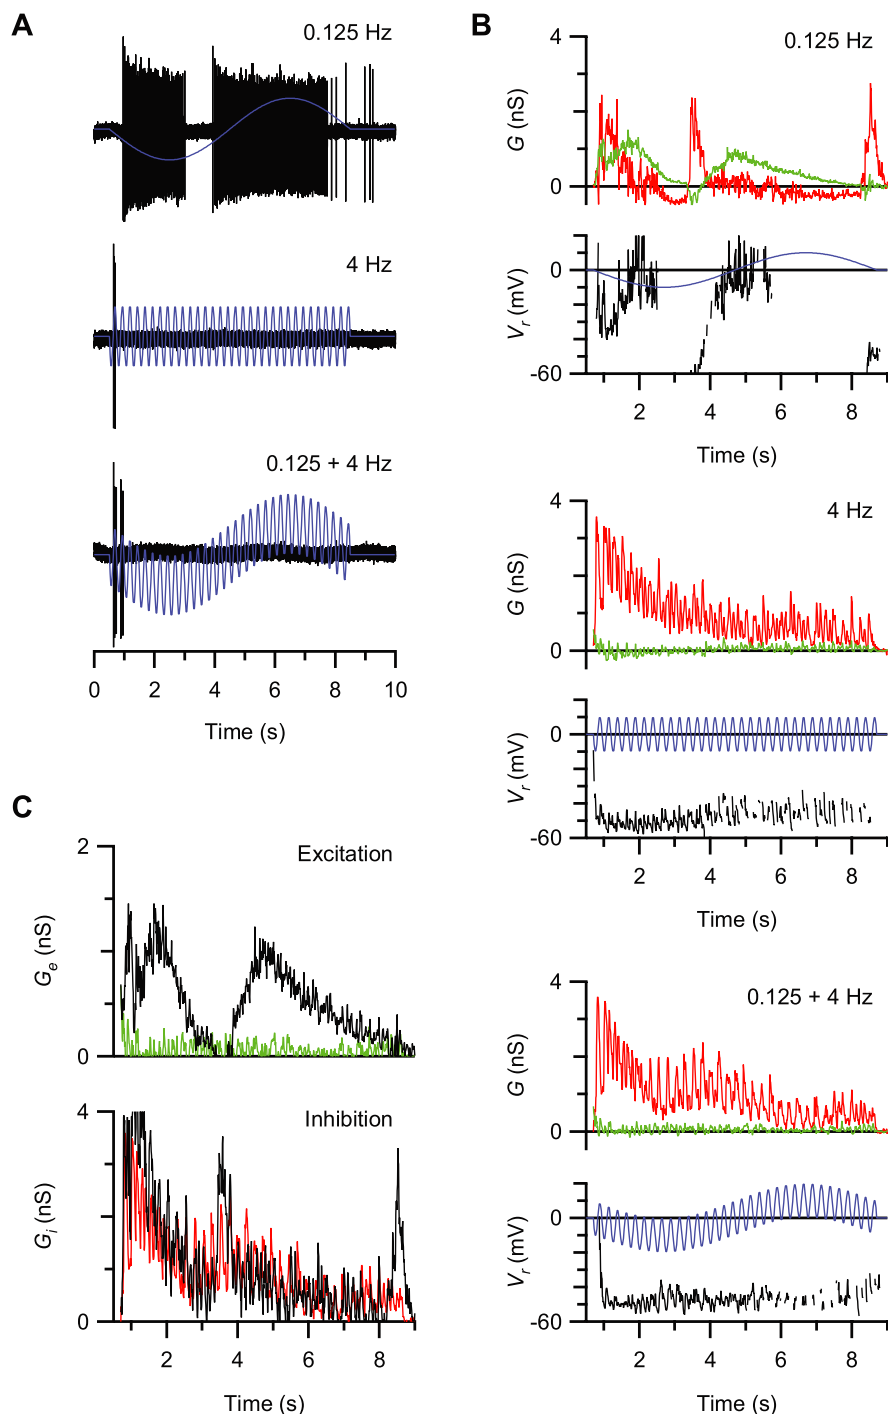 A
0.125 Hz
4 Hz
0.125 + 4 Hz
0 2 4 6 8 10
Time (s)
B
0.125 Hz
4
G (nS)
0
0
Vr (mV)
-60
2 4 6 8
Time (s)
4 Hz
4
G (nS)
0
0
Vr (mV)
-60
2 4 6 8
Time (s)
0.125 + 4 Hz
4
G (nS)
0
0
Vr (mV)
-60
2 4 6 8
Time (s)
C
Excitation
2
Ge (nS)
0
Inhibition
4
Gi (nS)
0
2 4 6 8
Time (s)